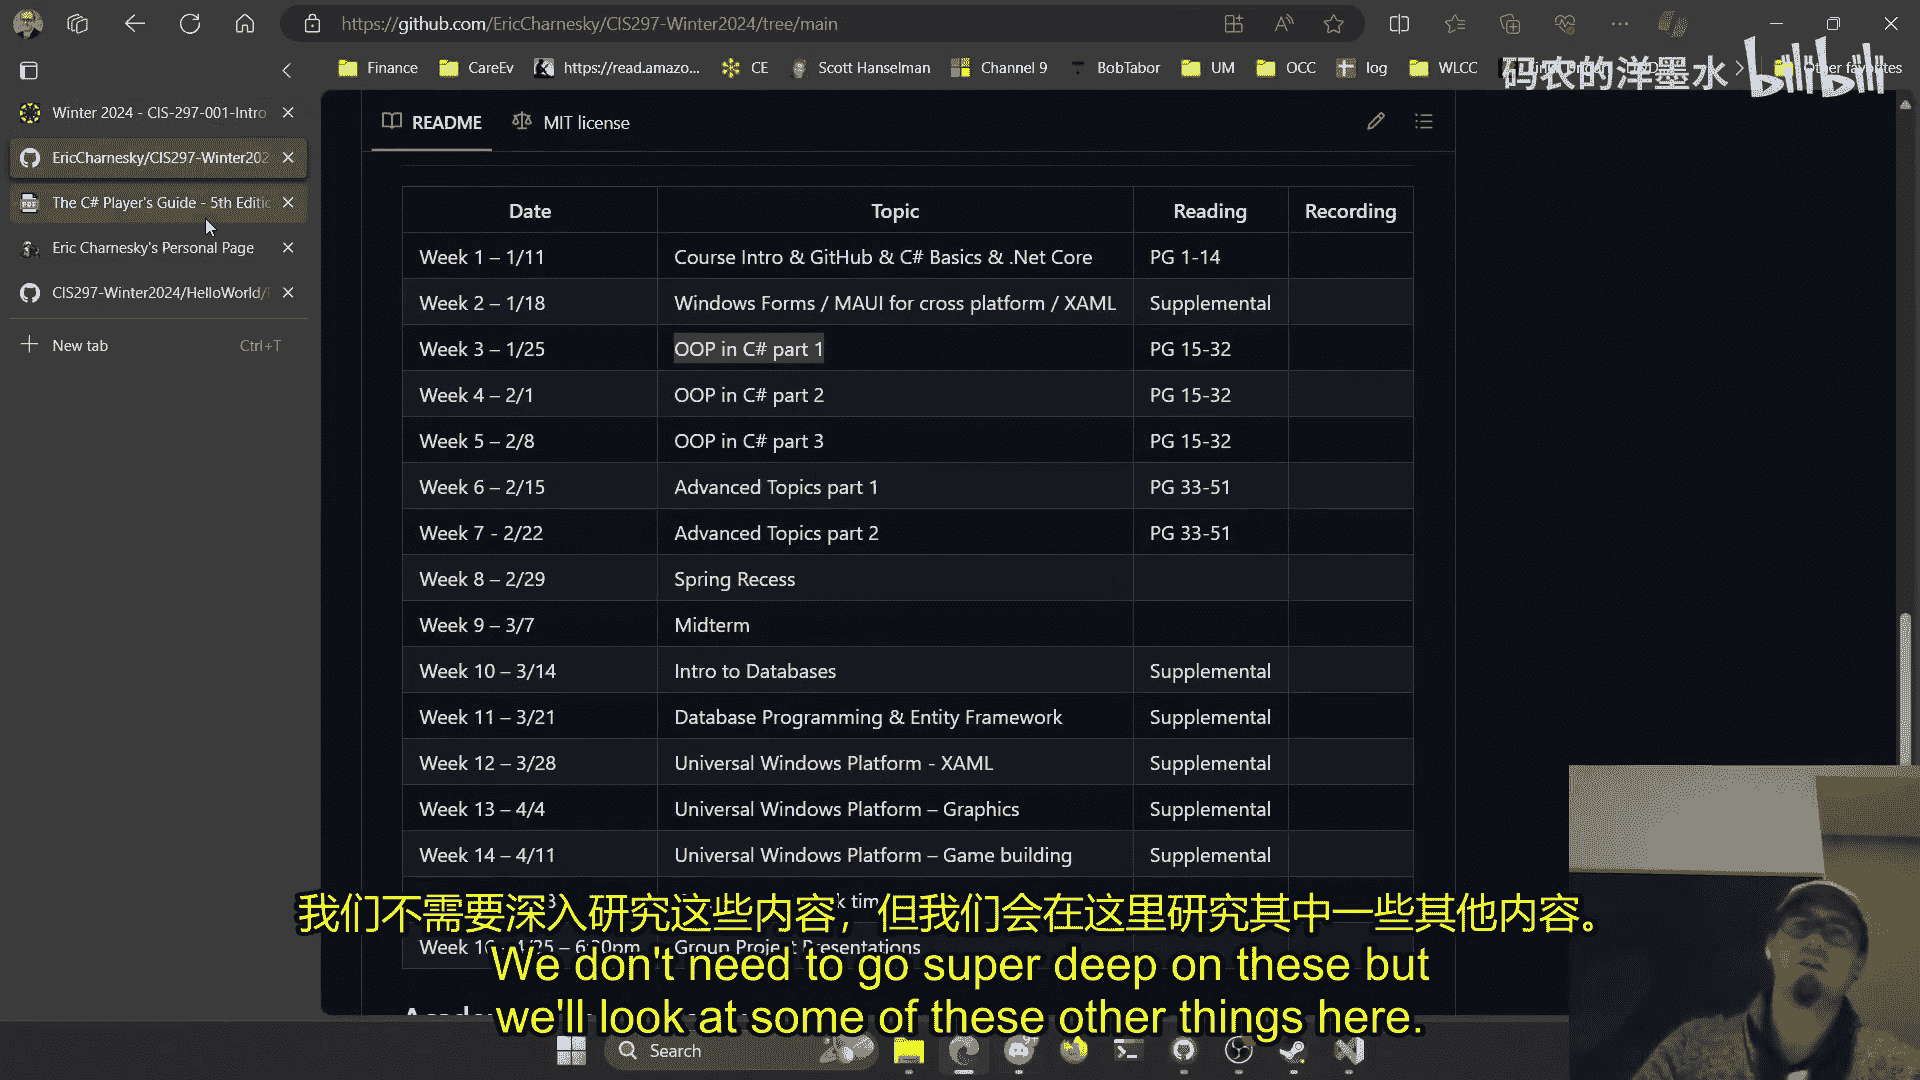 https://github.com/EricCharnesky/CIS297-Winter2024/tree/main
Finance
CareEv
https://read.amazo...
CE
Scott Hanselman
Channel 9
BobTabor
UM
OCC
log
WLCC
Other favorites
码农的洋墨水
bilibili
Winter 2024 - CIS-297-001-Intro
EricCharnesky/CIS297-Winter202
The C# Player's Guide - 5th Editic
Eric Charnesky's Personal Page
CIS297-Winter2024/HelloWorld/
New tab Ctrl+T
README
MIT license
Date Topic Reading Recording
Week 1 – 1/11 Course Intro & GitHub & C# Basics & .Net Core PG 1-14
Week 2 – 1/18 Windows Forms / MAUI for cross platform / XAML Supplemental
Week 3 – 1/25 OOP in C# part 1 PG 15-32
Week 4 – 2/1 OOP in C# part 2 PG 15-32
Week 5 – 2/8 OOP in C# part 3 PG 15-32
Week 6 – 2/15 Advanced Topics part 1 PG 33-51
Week 7 - 2/22 Advanced Topics part 2 PG 33-51
Week 8 – 2/29 Spring Recess
Week 9 – 3/7 Midterm
Week 10 – 3/14 Intro to Databases Supplemental
Week 11 – 3/21 Database Programming & Entity Framework Supplemental
Week 12 – 3/28 Universal Windows Platform - XAML Supplemental
Week 13 – 4/4 Universal Windows Platform – Graphics Supplemental
Week 14 – 4/11 Universal Windows Platform – Game building Supplemental
Group Project Presentations
我们不需要深入研究这些内容，但我们会在这里研究其中一些其他内容。
We don't need to go super deep on these but
we'll look at some of these other things here.
Search